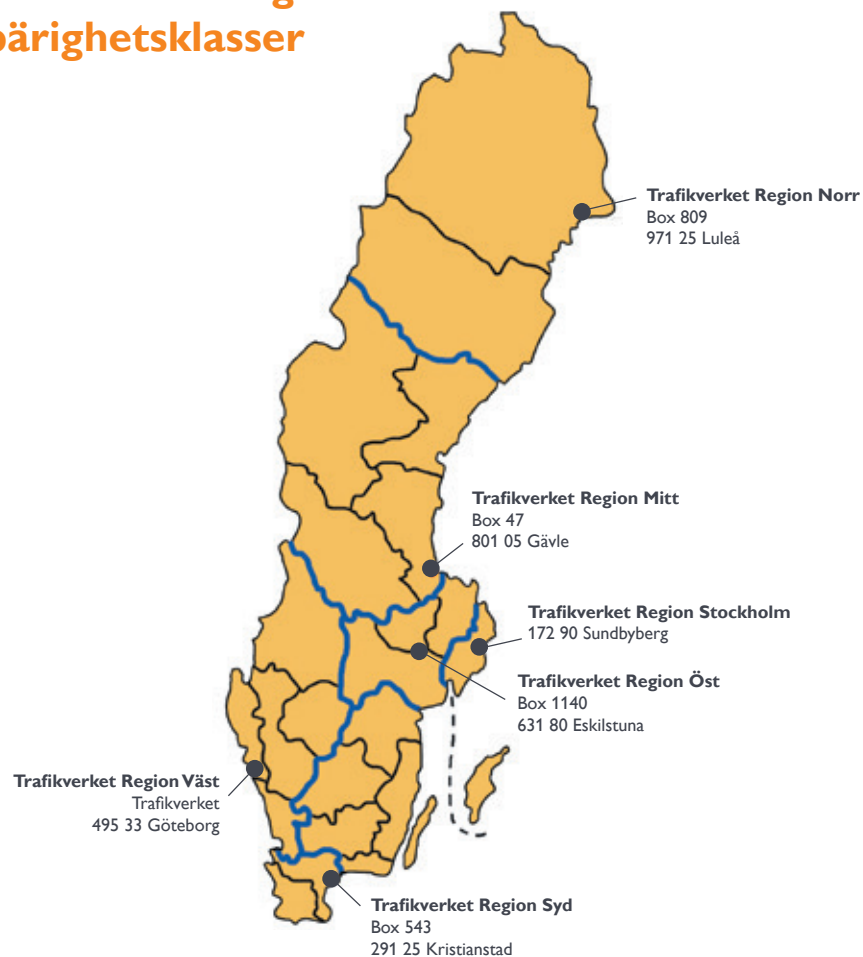 bärighetsklasser
Trafikverket Region Norr
Box 809
971 25 Luleå
Trafikverket Region Mitt
Box 47
801 05 Gävle
Trafikverket Region Stockholm
172 90 Sundbyberg
Trafikverket Region Öst
Box 1140
631 80 Eskilstuna
Trafikverket Region Väst
Trafikverket
495 33 Göteborg
Trafikverket Region Syd
Box 543
291 25 Kristianstad